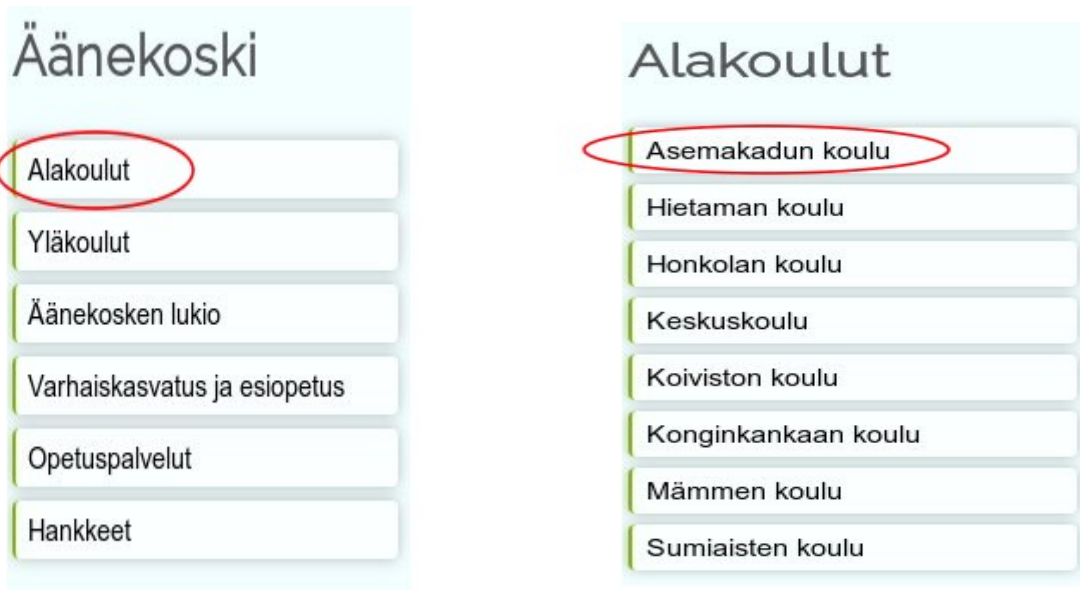 Äänekoski
Alakoulut
Yläkoulut
Äänekosken lukio
Varhaiskasvatus ja esiopetus
Opetuspalvelut
Hankkeet
Alakoulut
Asemakadun koulu
Hietaman koulu
Honkolan koulu
Keskuskoulu
Koiviston koulu
Konginkankaan koulu
Mämmen koulu
Sumiaisten koulu